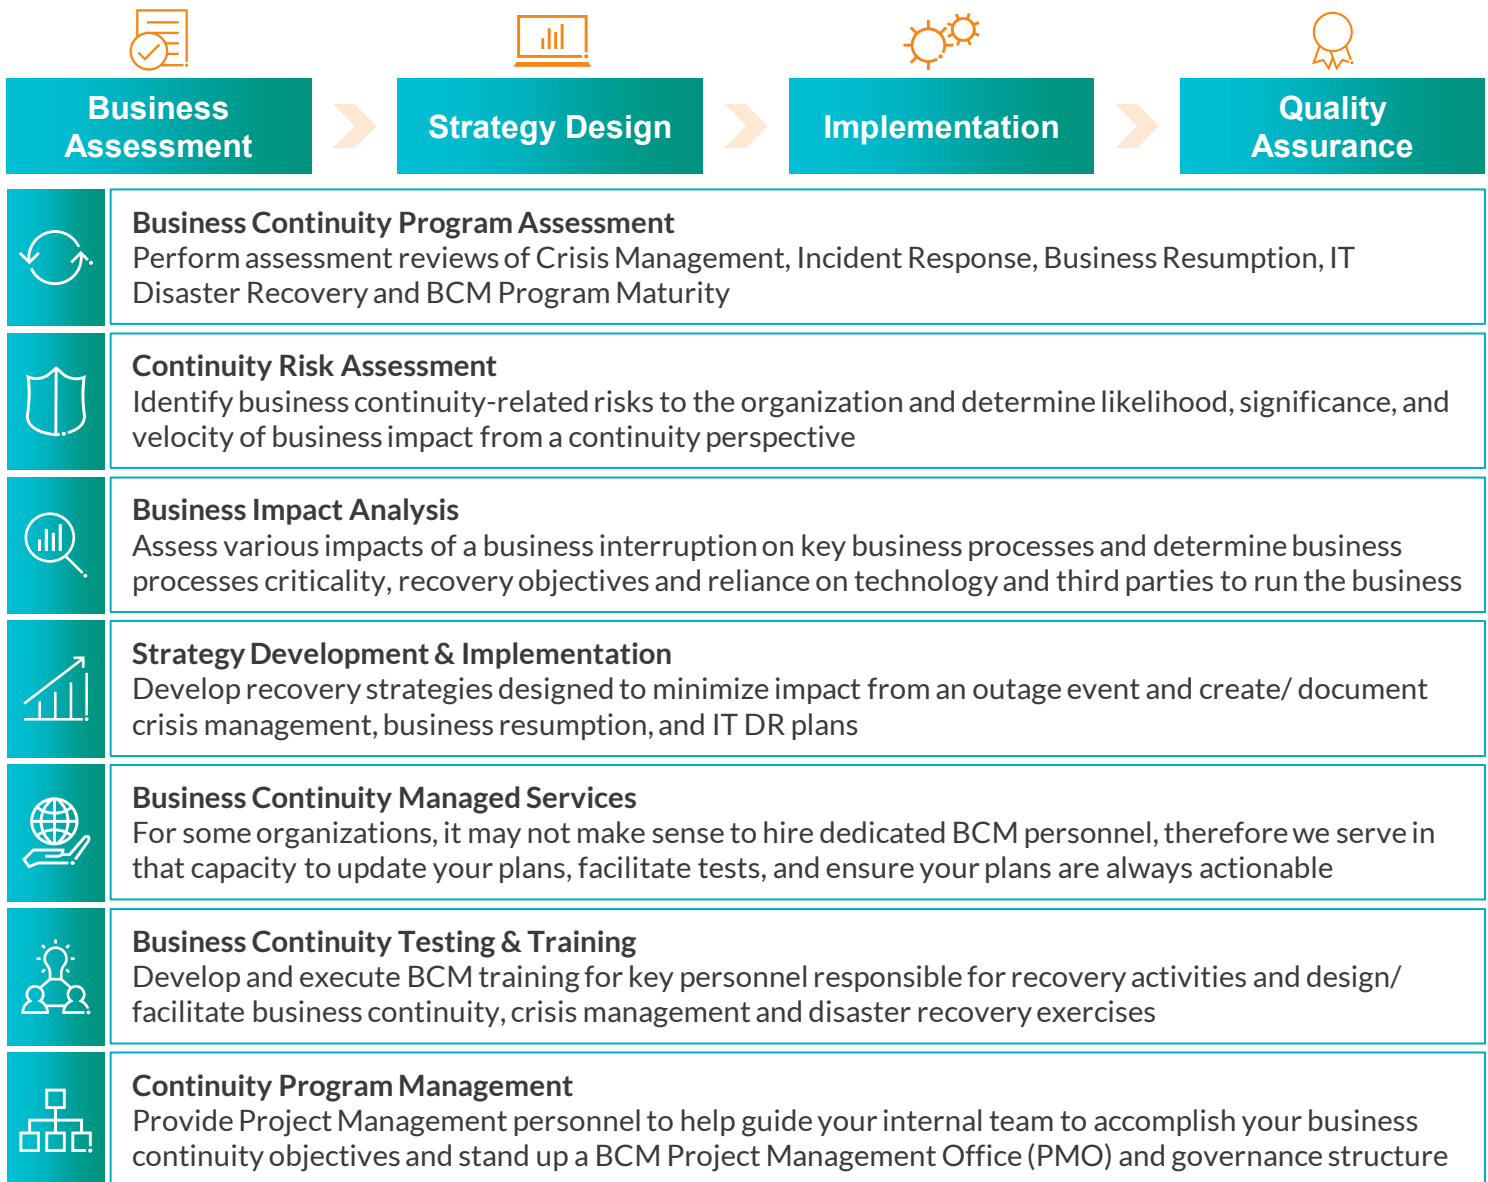 Business
Assessment
Strategy Design
Implementation
Quality
Assurance
Business Continuity Program Assessment
Perform assessment reviews of Crisis Management, Incident Response, Business Resumption, IT
Disaster Recovery and BCM Program Maturity
Continuity Risk Assessment
Identify business continuity-related risks to the organization and determine likelihood, significance, and
velocity of business impact from a continuity perspective
Business Impact Analysis
Assess various impacts of a business interruption on key business processes and determine business
processes criticality, recovery objectives and reliance on technology and third parties to run the business
Strategy Development & Implementation
Develop recovery strategies designed to minimize impact from an outage event and create/ document
crisis management, business resumption, and IT DR plans
Business Continuity Managed Services
For some organizations, it may not make sense to hire dedicated BCM personnel, therefore we serve in
that capacity to update your plans, facilitate tests, and ensure your plans are always actionable
Business Continuity Testing & Training
Develop and execute BCM training for key personnel responsible for recovery activities and design/
facilitate business continuity, crisis management and disaster recovery exercises
Continuity Program Management
Provide Project Management personnel to help guide your internal team to accomplish your business
continuity objectives and stand up a BCM Project Management Office (PMO) and governance structure